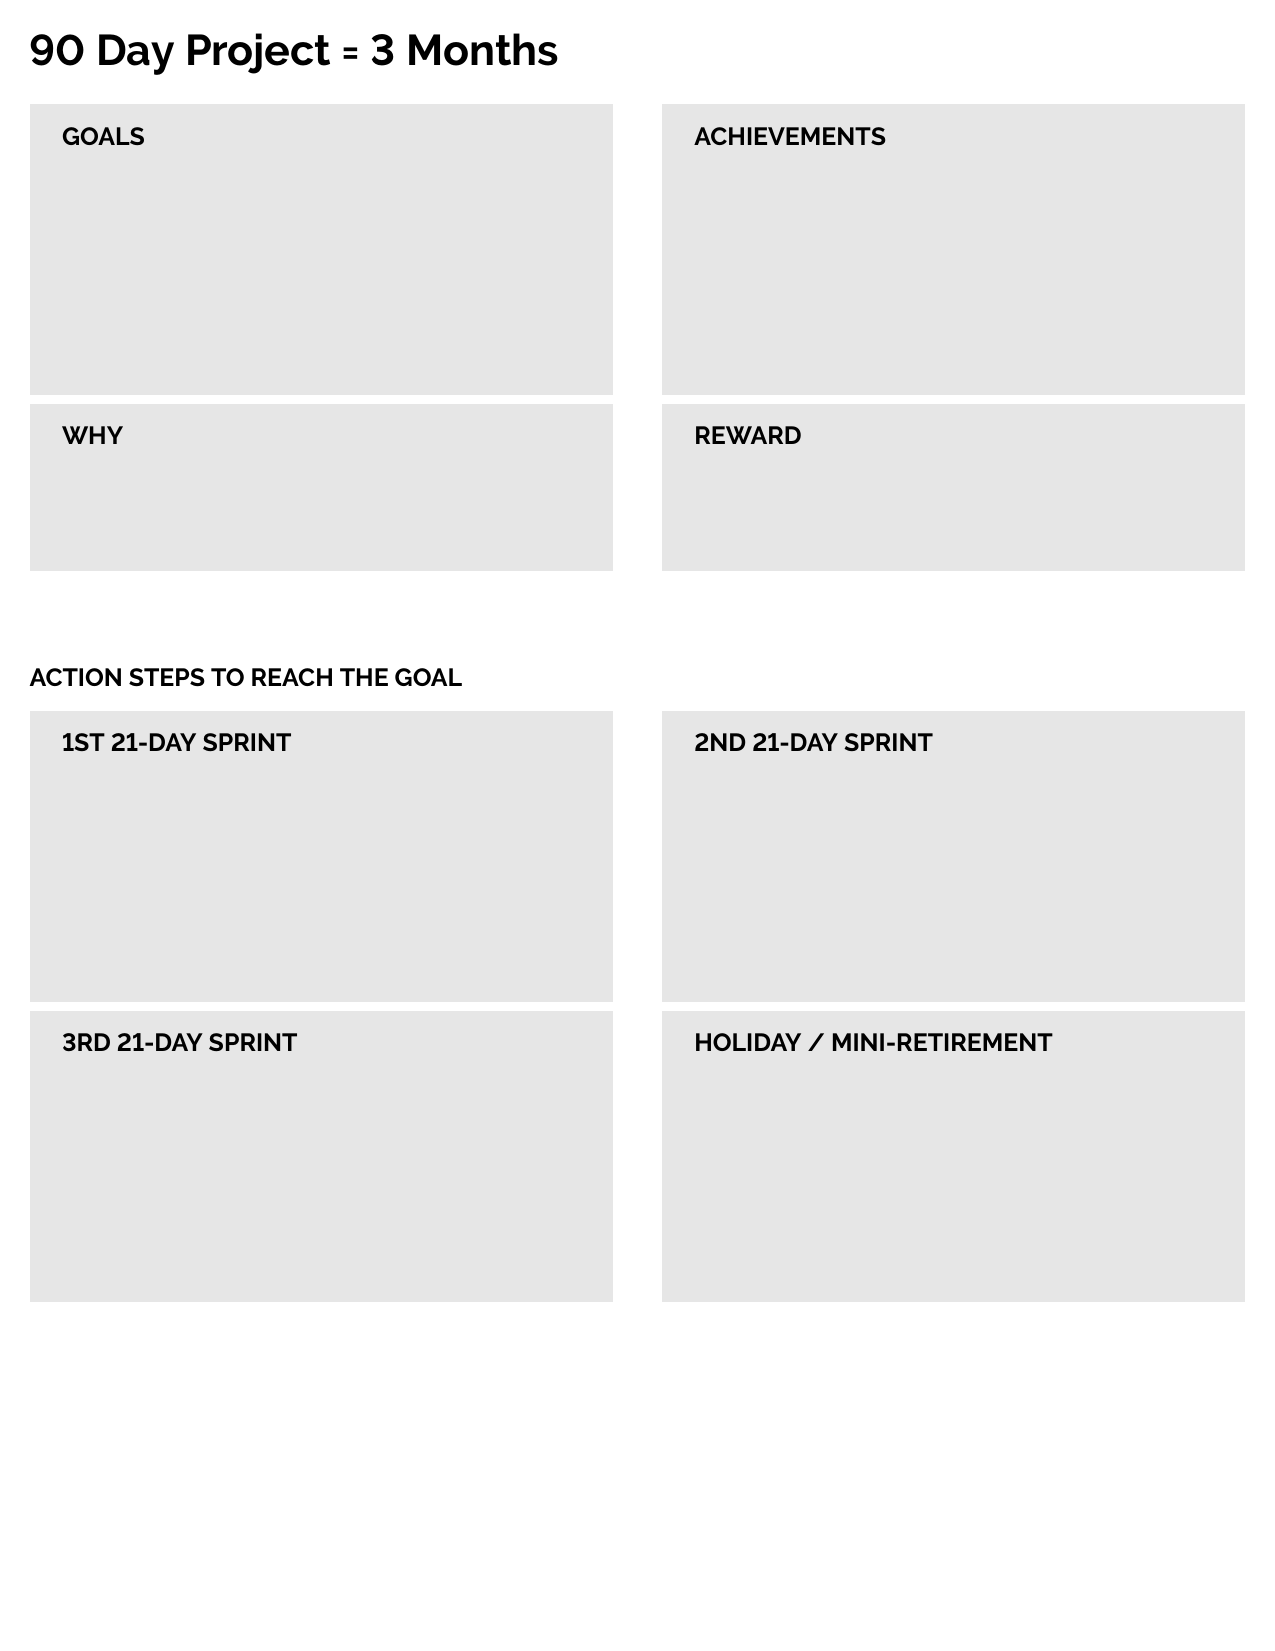 90 Day Project = 3 Months
GOALS
ACHIEVEMENTS
WHY
REWARD
ACTION STEPS TO REACH THE GOAL
1ST 21-DAY SPRINT
2ND 21-DAY SPRINT
3RD 21-DAY SPRINT
HOLIDAY / MINI-RETIREMENT